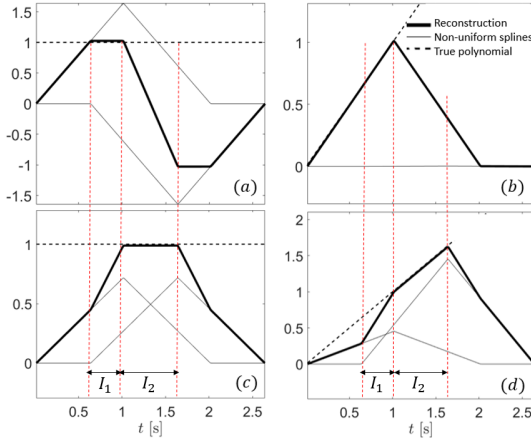 1.5
1
0.5
0
-0.5
-1
-1.5
(a)
1
0.5
0
Reconstruction
Non-uniform splines
True polynomial
(b)
1
0.5
0
I₁ I₂
(c)
0.5 1 1.5 2 2.5
t [s]
2
1.5
1
0.5
0
I₁ I₂
(d)
0.5 1 1.5 2 2.5
t [s]